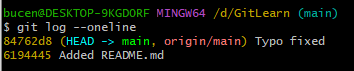 bucen@DESKTOP-9KGDORF MINGW64 /d/GitLearn (main)
$ git log --oneline
84762d8 (HEAD -> main, origin/main) Typo fixed
6194445 Added README.md